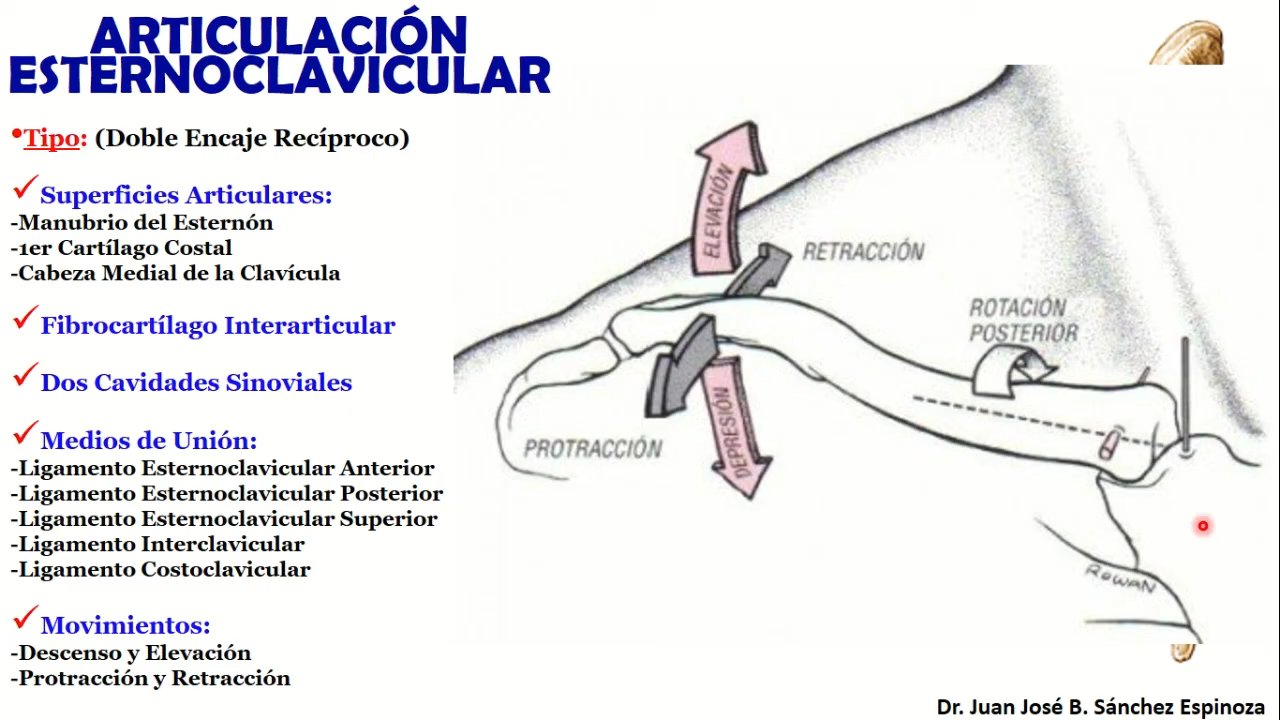 ARTICULACIÓN
ESTERNOCLAVICULAR
•Tipo: (Doble Encaje Recíproco)
✓Superficies Articulares:
-Manubrio del Esternón
-1er Cartílago Costal
-Cabeza Medial de la Clavícula
✓Fibrocartílago Interarticular
✓Dos Cavidades Sinoviales
✓Medios de Unión:
-Ligamento Esternoclavicular Anterior
-Ligamento Esternoclavicular Posterior
-Ligamento Esternoclavicular Superior
-Ligamento Interclavicular
-Ligamento Costoclavicular
✓Movimientos:
-Descenso y Elevación
-Protracción y Retracción
ELEVACIÓN
RETRACCIÓN
ROTACIÓN
POSTERIOR
PROTRACCIÓN
DEPRESIÓN
ROWAN
Dr. Juan José B. Sánchez Espinoza